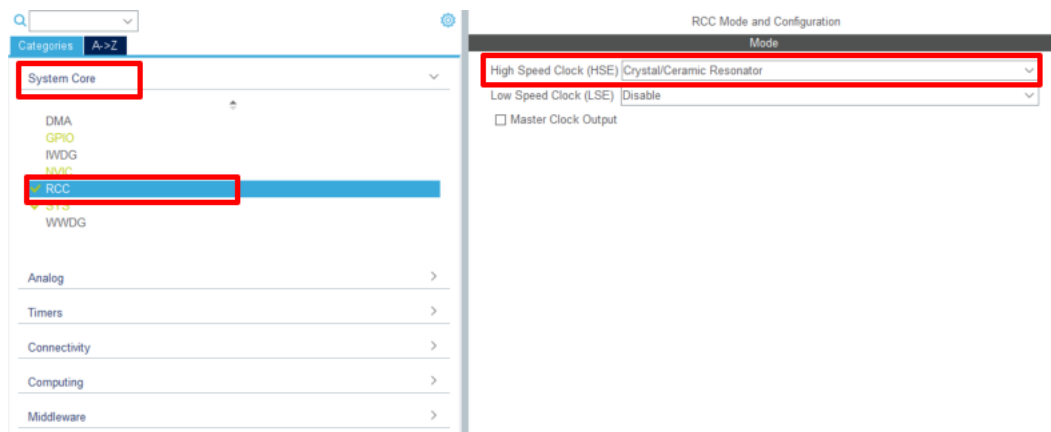 Categories A->Z
System Core
DMA
GPIO
IWDG
NVIC
RCC
SYS
WWDG
Analog
Timers
Connectivity
Computing
Middleware
RCC Mode and Configuration
Mode
High Speed Clock (HSE) Crystal/Ceramic Resonator
Low Speed Clock (LSE) Disable
Master Clock Output